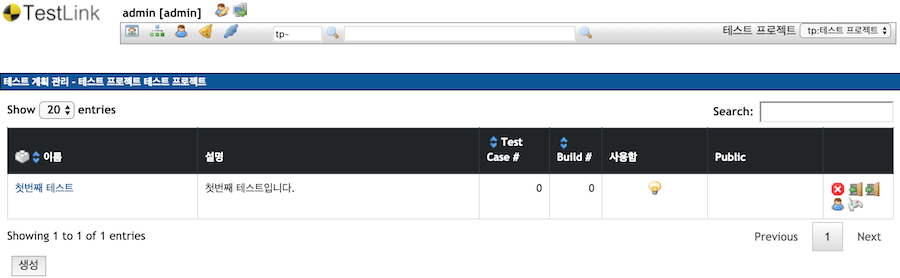 TestLink admin [admin]
tp- 테스트 프로젝트 tp:테스트 프로젝트
테스트 계획 관리 - 테스트 프로젝트 테스트 프로젝트
Show 20 entries Search:
이름 설명 Test Case # Build # 사용함 Public
첫번째 테스트 첫번째 테스트입니다. 0 0
Showing 1 to 1 of 1 entries Previous 1 Next
생성